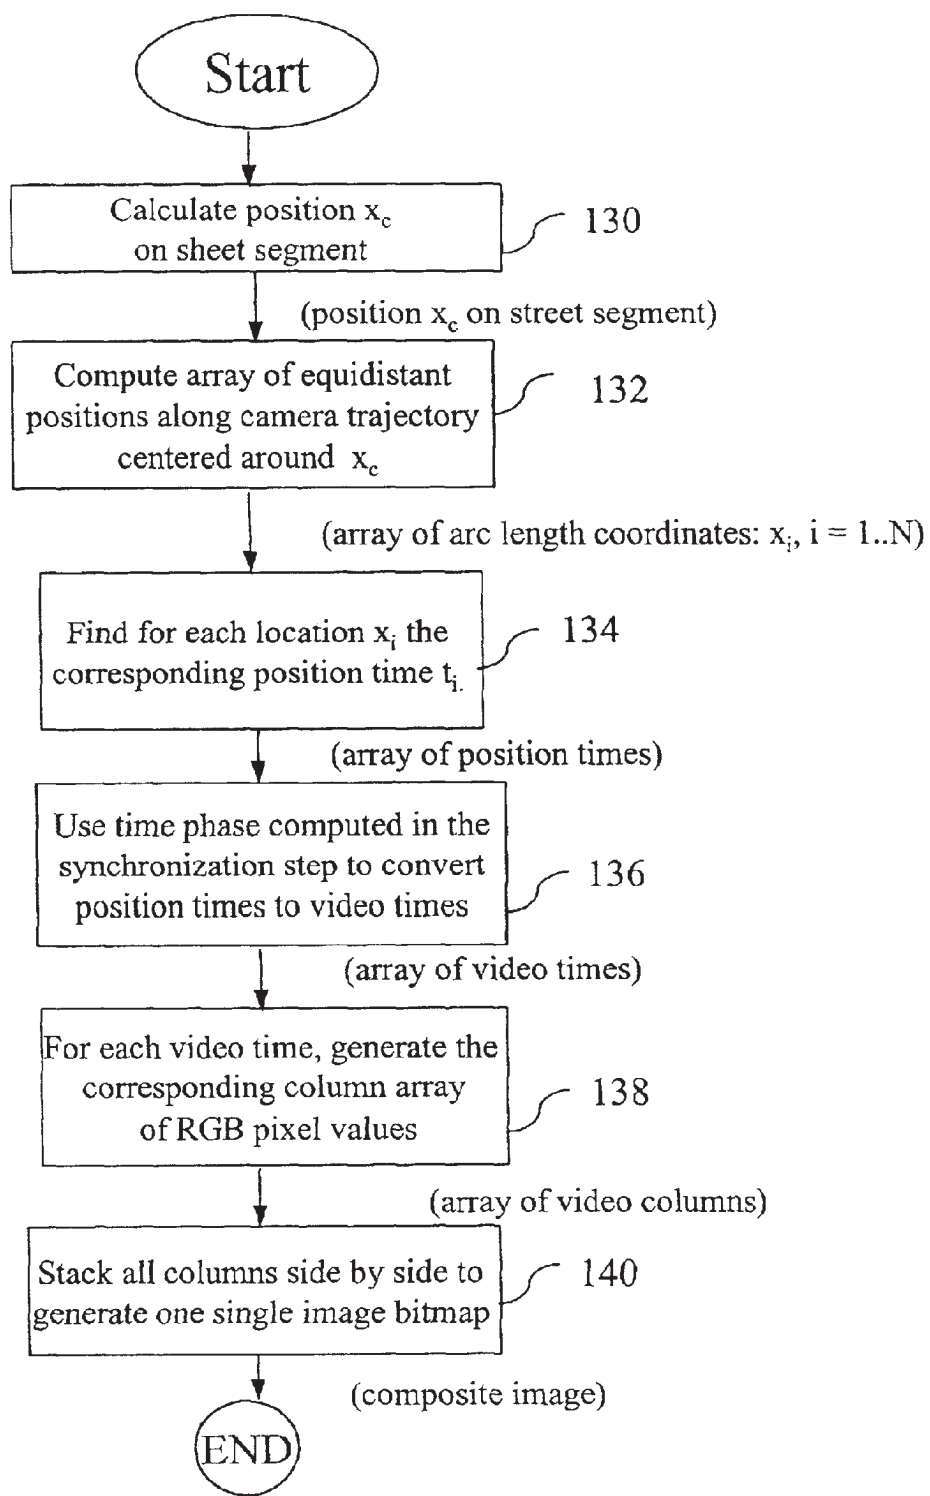 Start
Calculate position x_c
on sheet segment
130
(position x_c on street segment)
Compute array of equidistant
positions along camera trajectory
centered around x_c
132
(array of arc length coordinates: x_i, i = 1..N)
Find for each location x_i the
corresponding position time t_i.
134
(array of position times)
Use time phase computed in the
synchronization step to convert
position times to video times
136
(array of video times)
For each video time, generate the
corresponding column array
of RGB pixel values
138
(array of video columns)
Stack all columns side by side to
generate one single image bitmap
140
(composite image)
END